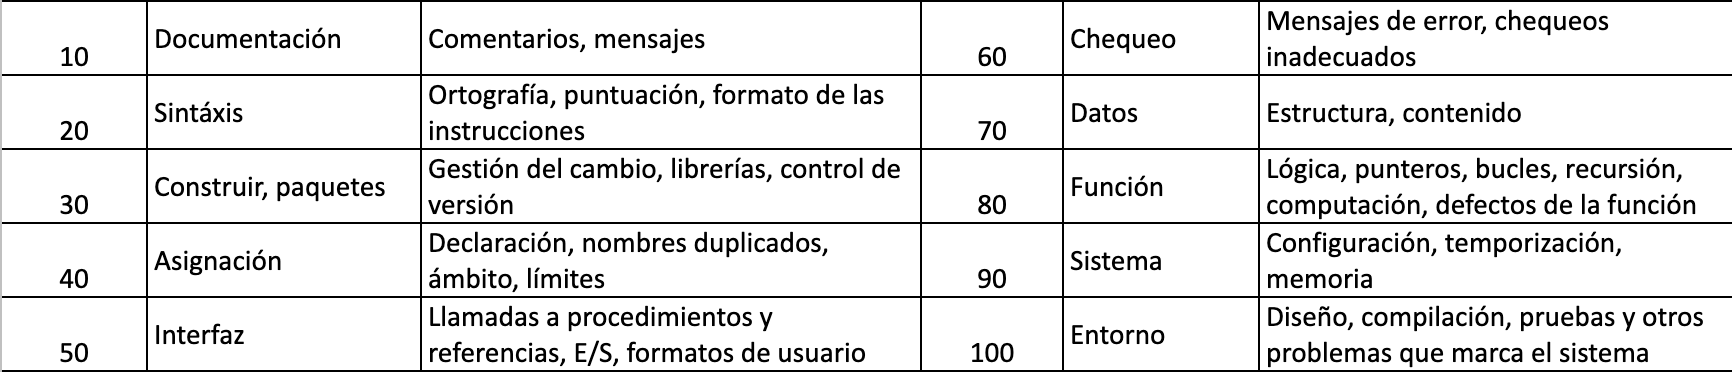 10 Documentación Comentarios, mensajes 60 Chequeo Mensajes de error, chequeos
inadecuados
20 Sintáxis Ortografía, puntuación, formato de las
instrucciones 70 Datos Estructura, contenido
30 Construir, paquetes Gestión del cambio, librerías, control de
versión 80 Función Lógica, punteros, bucles, recursión,
computación, defectos de la función
40 Asignación Declaración, nombres duplicados,
ámbito, límites 90 Sistema Configuración, temporización,
memoria
50 Interfaz Llamadas a procedimientos y
referencias, E/S, formatos de usuario 100 Entorno Diseño, compilación, pruebas y otros
problemas que marca el sistema